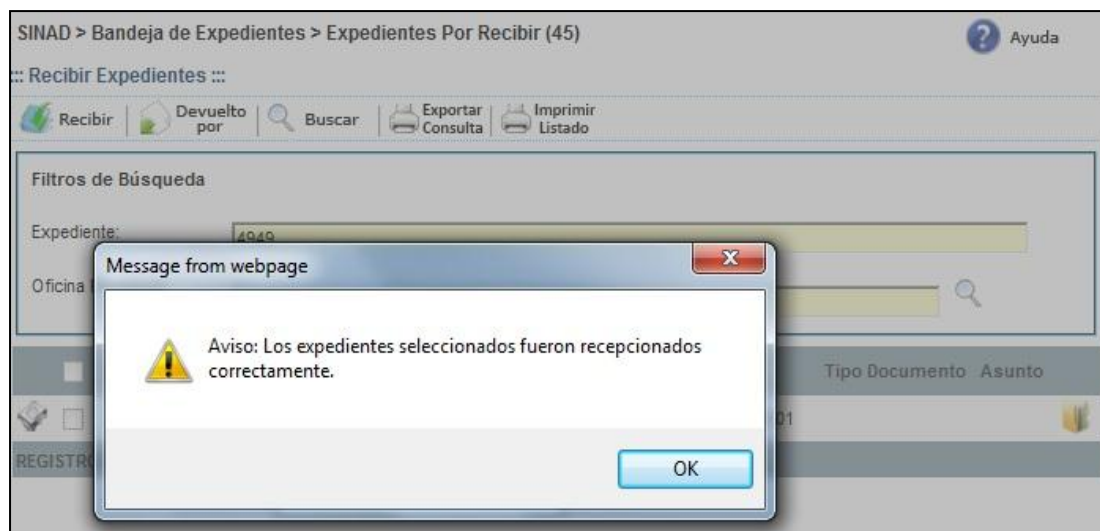 SINAD > Bandeja de Expedientes > Expedientes Por Recibir (45)
Ayuda
::: Recibir Expedientes :::
Recibir
Devuelto por
Buscar
Exportar Consulta
Imprimir Listado
Filtros de Búsqueda
Expediente:
4949
Oficina
Message from webpage
Aviso: Los expedientes seleccionados fueron recepcionados
correctamente.
OK
Tipo Documento Asunto
01